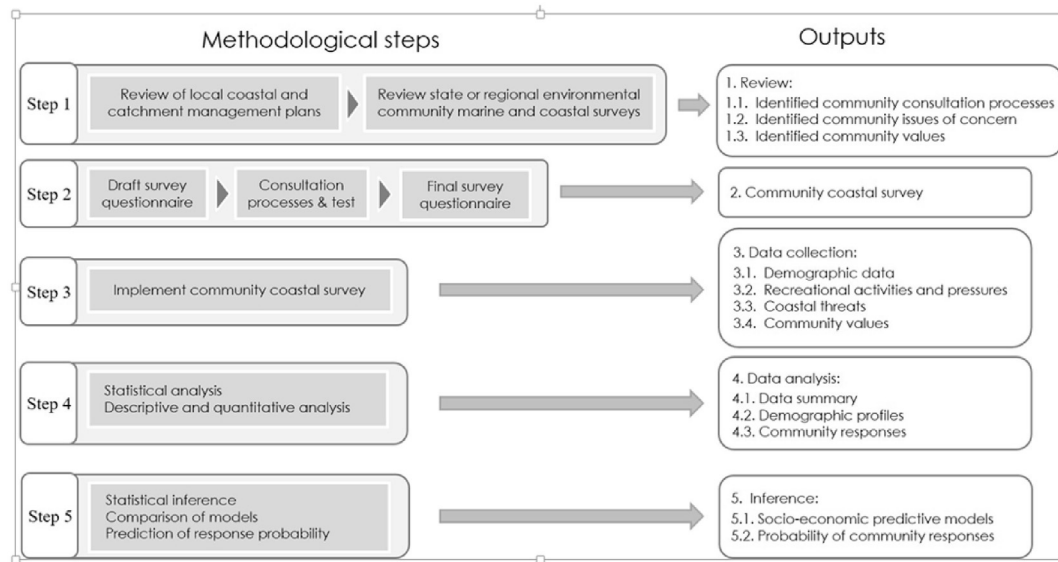 Methodological steps
Outputs
Step 1
Review of local coastal and
catchment management plans
Review state or regional environmental
community marine and coastal surveys
1. Review:
1.1. Identified community consultation processes
1.2. Identified community issues of concern
1.3. Identified community values
Step 2
Draft survey
questionnaire
Consultation
processes & test
Final survey
questionnaire
2. Community coastal survey
Step 3
Implement community coastal survey
3. Data collection:
3.1. Demographic data
3.2. Recreational activities and pressures
3.3. Coastal threats
3.4. Community values
Step 4
Statistical analysis
Descriptive and quantitative analysis
4. Data analysis:
4.1. Data summary
4.2. Demographic profiles
4.3. Community responses
Step 5
Statistical inference
Comparison of models
Prediction of response probability
5. Inference:
5.1. Socio-economic predictive models
5.2. Probability of community responses